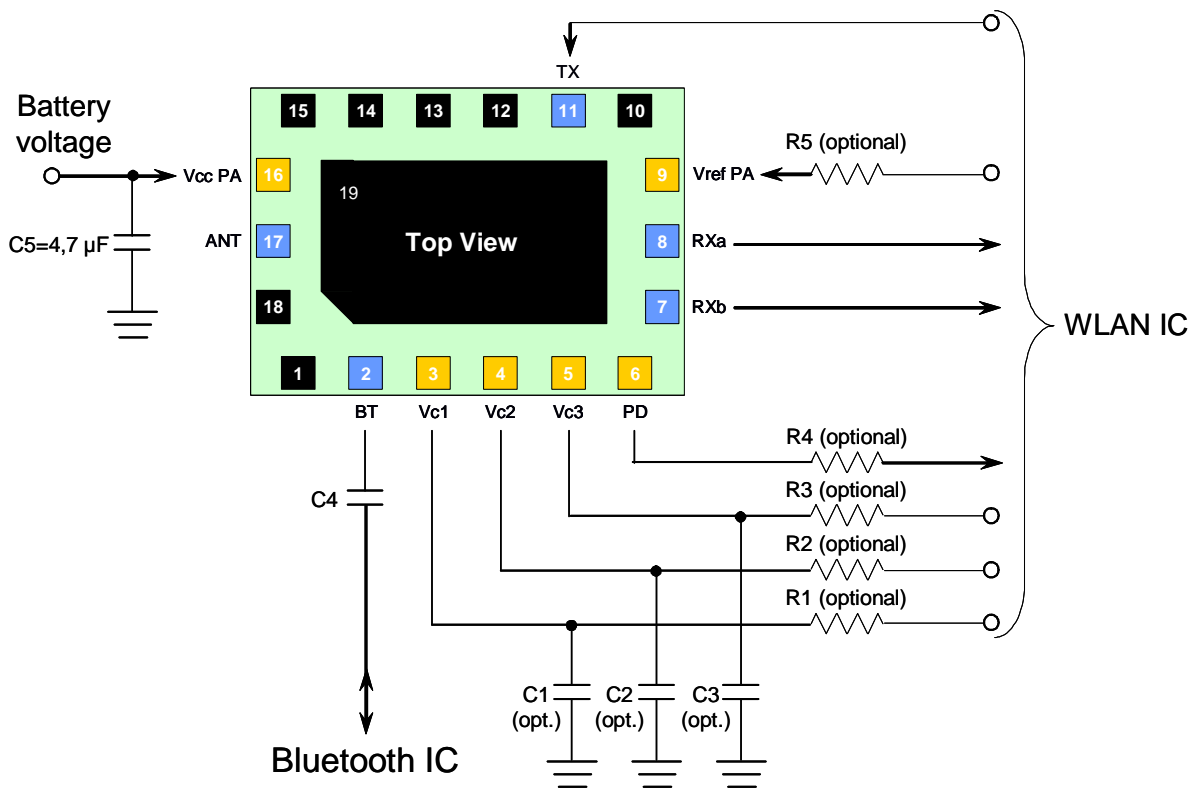 TX
Battery
voltage
15
14
13
12
11
10
R5 (optional)
Vcc PA
16
19
9
Vref PA
C5=4,7 µF
ANT
17
Top View
8
RXa
18
7
RXb
WLAN IC
1
2
3
4
5
6
BT
Vc1
Vc2
Vc3
PD
R4 (optional)
C4
R3 (optional)
R2 (optional)
R1 (optional)
C1
(opt.)
C2
(opt.)
C3
(opt.)
Bluetooth IC